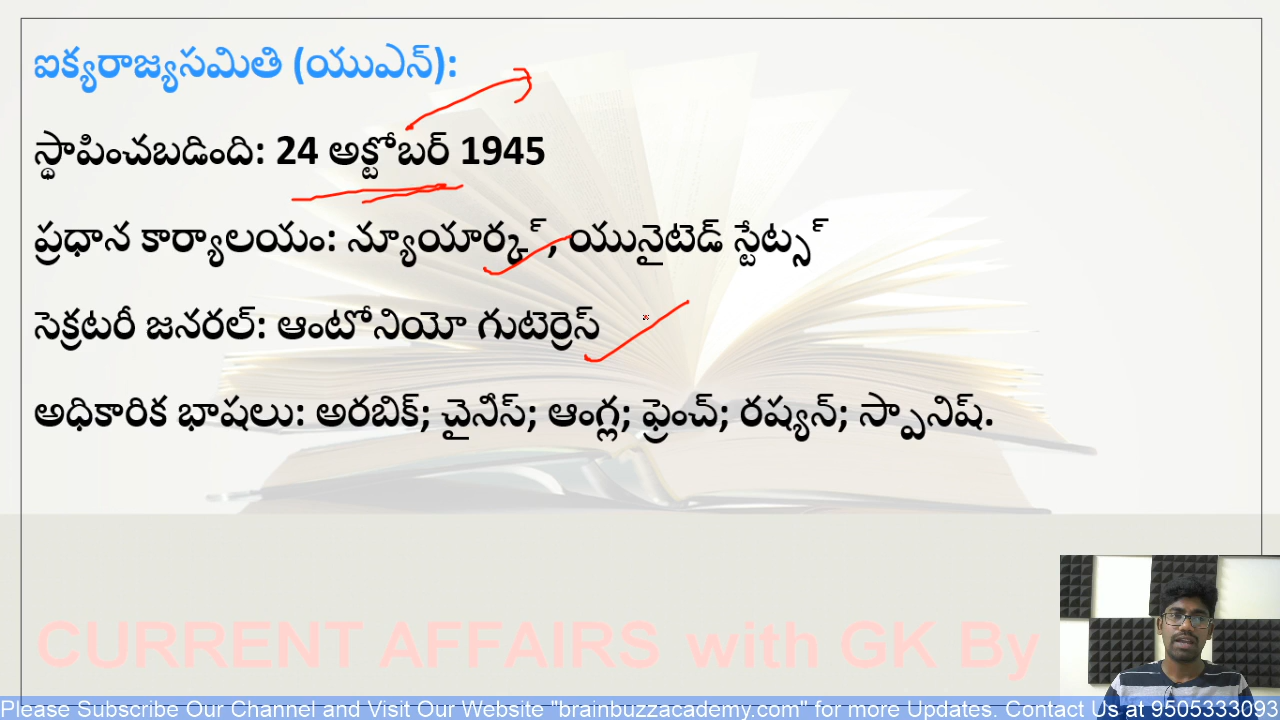 ఐక్యరాజ్యసమితి (యుఎన్):
స్థాపించబడింది: 24 అక్టోబర్ 1945
ప్రధాన కార్యాలయం: న్యూయార్క్, యునైటెడ్ స్టేట్స్
సెక్రటరీ జనరల్: ఆంటోనియో గుటెర్రెస్
అధికారిక భాషలు: అరబిక్; చైనీస్; ఆంగ్ల; ఫ్రెంచ్; రష్యన్; స్పానిష్.
CURRENT AFFAIRS with GK By
Please Subscribe Our Channel and Visit Our Website "brainbuzzacademy.com" for more Updates. Contact Us at 9505333093